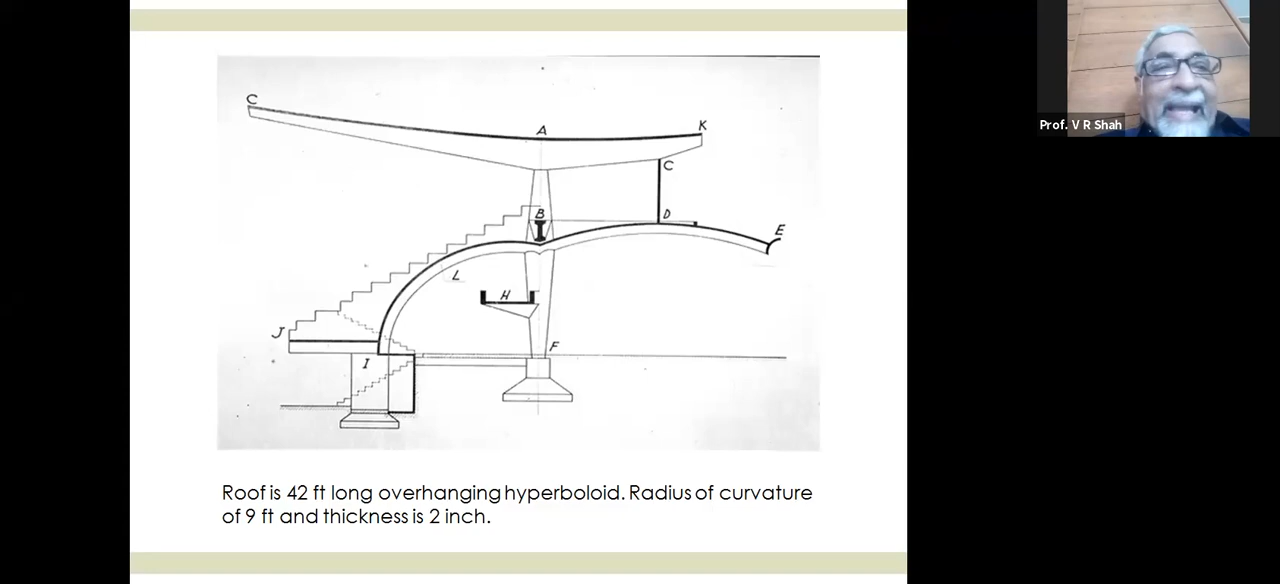 C
A
K
C
B
D
E
L
H
J
F
I
Prof. V R Shah
Roof is 42 ft long overhanging hyperboloid. Radius of curvature
of 9 ft and thickness is 2 inch.